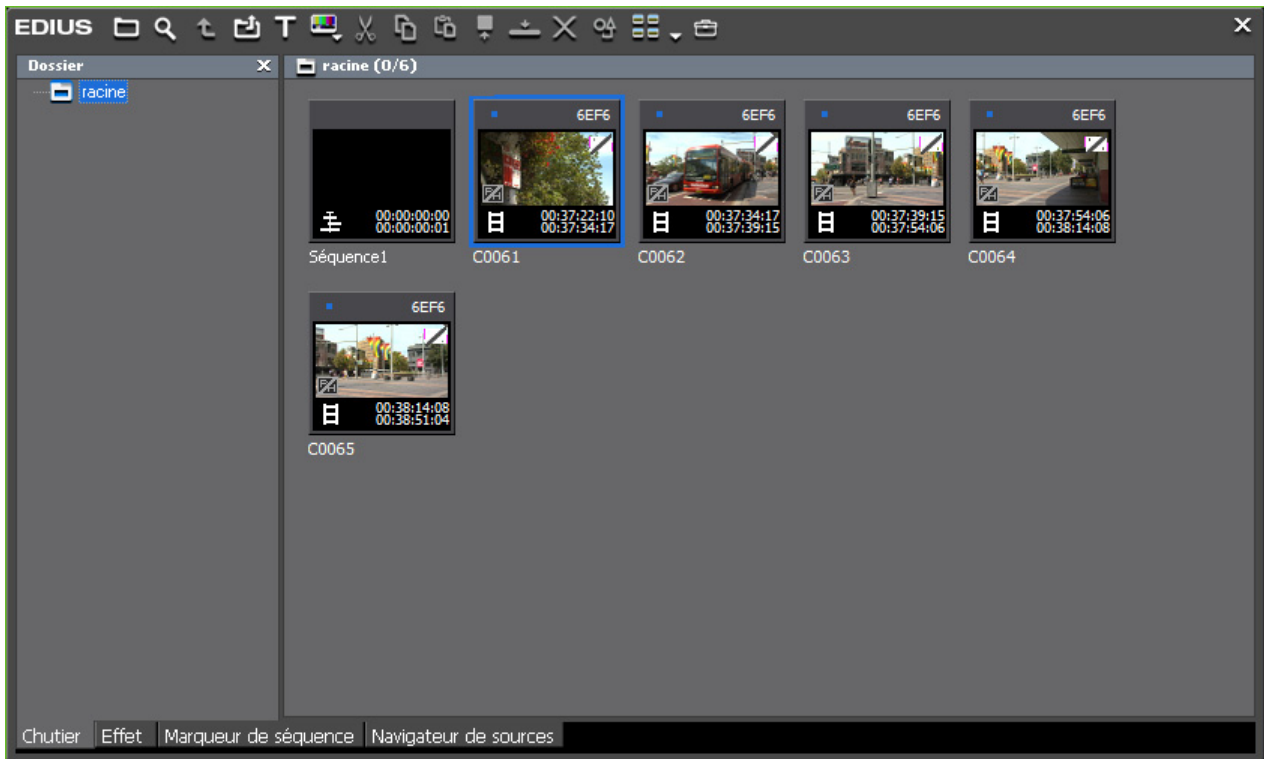 EDIUS
Dossier
racine (0/6)
racine
6EF6
6EF6
6EF6
6EF6
00:00:00:00
00:00:00:01
00:37:22:10
00:37:34:17
00:37:34:17
00:37:39:15
00:37:39:15
00:37:54:06
00:37:54:06
00:38:14:08
Séquence1
C0061
C0062
C0063
C0064
6EF6
00:38:14:08
00:38:51:04
C0065
Chutier
Effet
Marqueur de séquence
Navigateur de sources